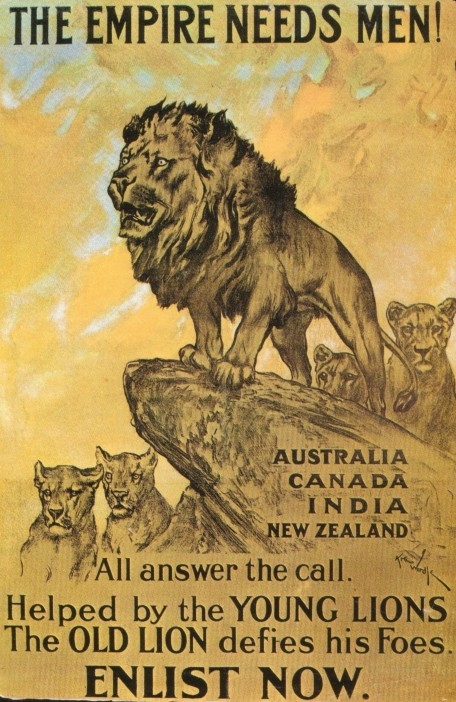 THE EMPIRE NEEDS MEN!
AUSTRALIA
CANADA
INDIA
NEW ZEALAND
All answer the call.
Helped by the YOUNG LIONS
The OLD LION defies his Foes.
ENLIST NOW.